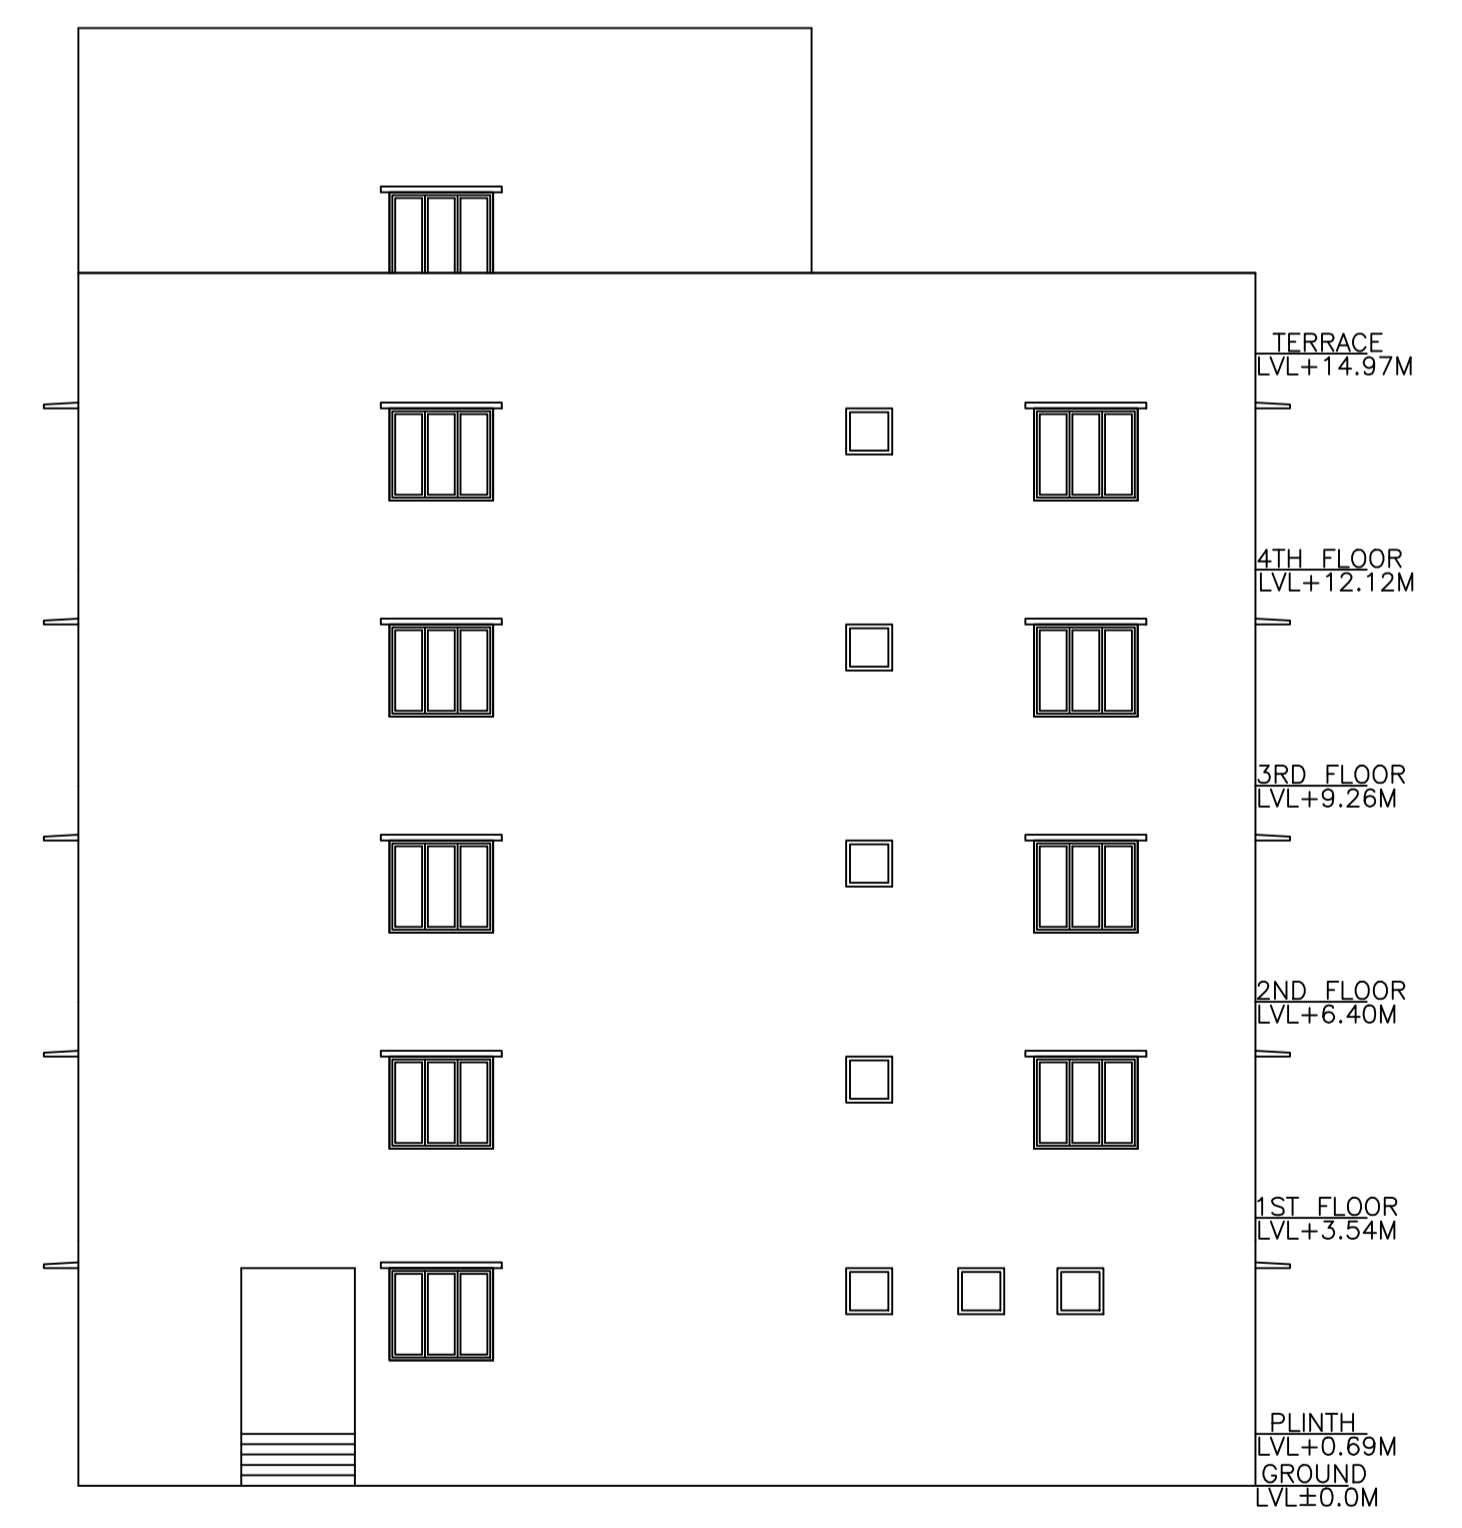 TERRACE
LVL+14.97M
4TH FLOOR
LVL+12.12M
3RD FLOOR
LVL+9.26M
2ND FLOOR
LVL+6.40M
1ST FLOOR
LVL+3.54M
PLINTH
LVL+0.69M
GROUND
LVL±0.0M